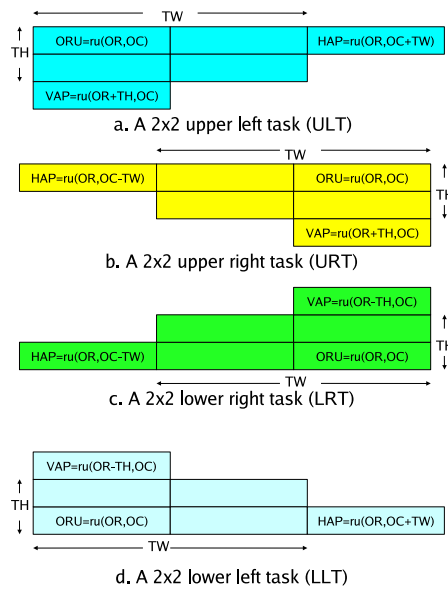 TW
ORU=ru(OR,OC) HAP=ru(OR,OC+TW)
TH
VAP=ru(OR+TH,OC)
a. A 2x2 upper left task (ULT)
TW
HAP=ru(OR,OC-TW) ORU=ru(OR,OC)
TH
VAP=ru(OR+TH,OC)
b. A 2x2 upper right task (URT)
VAP=ru(OR-TH,OC)
TH
HAP=ru(OR,OC-TW) ORU=ru(OR,OC)
TW
c. A 2x2 lower right task (LRT)
VAP=ru(OR-TH,OC)
TH
ORU=ru(OR,OC) HAP=ru(OR,OC+TW)
TW
d. A 2x2 lower left task (LLT)